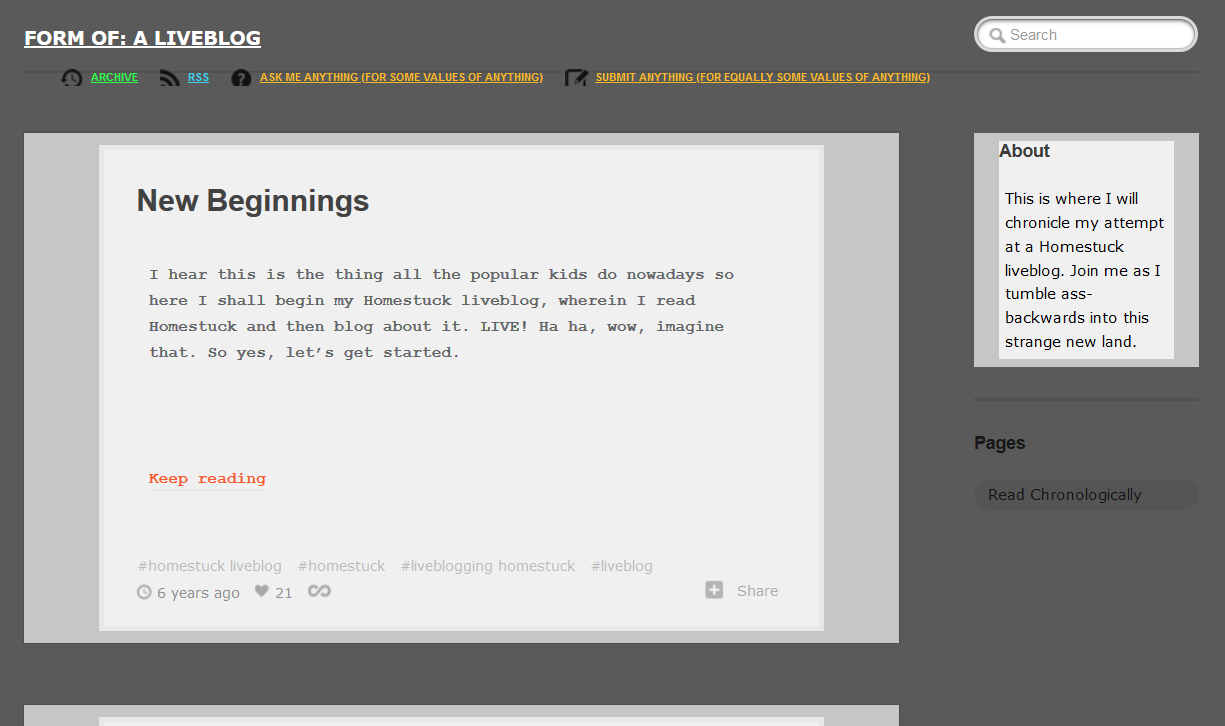 FORM OF: A LIVEBLOG
Search
ARCHIVE RSS ASK ME ANYTHING (FOR SOME VALUES OF ANYTHING) SUBMIT ANYTHING (FOR EQUALLY SOME VALUES OF ANYTHING)
New Beginnings
I hear this is the thing all the popular kids do nowadays so
here I shall begin my Homestuck liveblog, wherein I read
Homestuck and then blog about it. LIVE! Ha ha, wow, imagine
that. So yes, let’s get started.
Keep reading
#homestuck liveblog #homestuck #liveblogging homestuck #liveblog
6 years ago 21 Share
About
This is where I will
chronicle my attempt
at a Homestuck
liveblog. Join me as I
tumble ass-
backwards into this
strange new land.
Pages
Read Chronologically